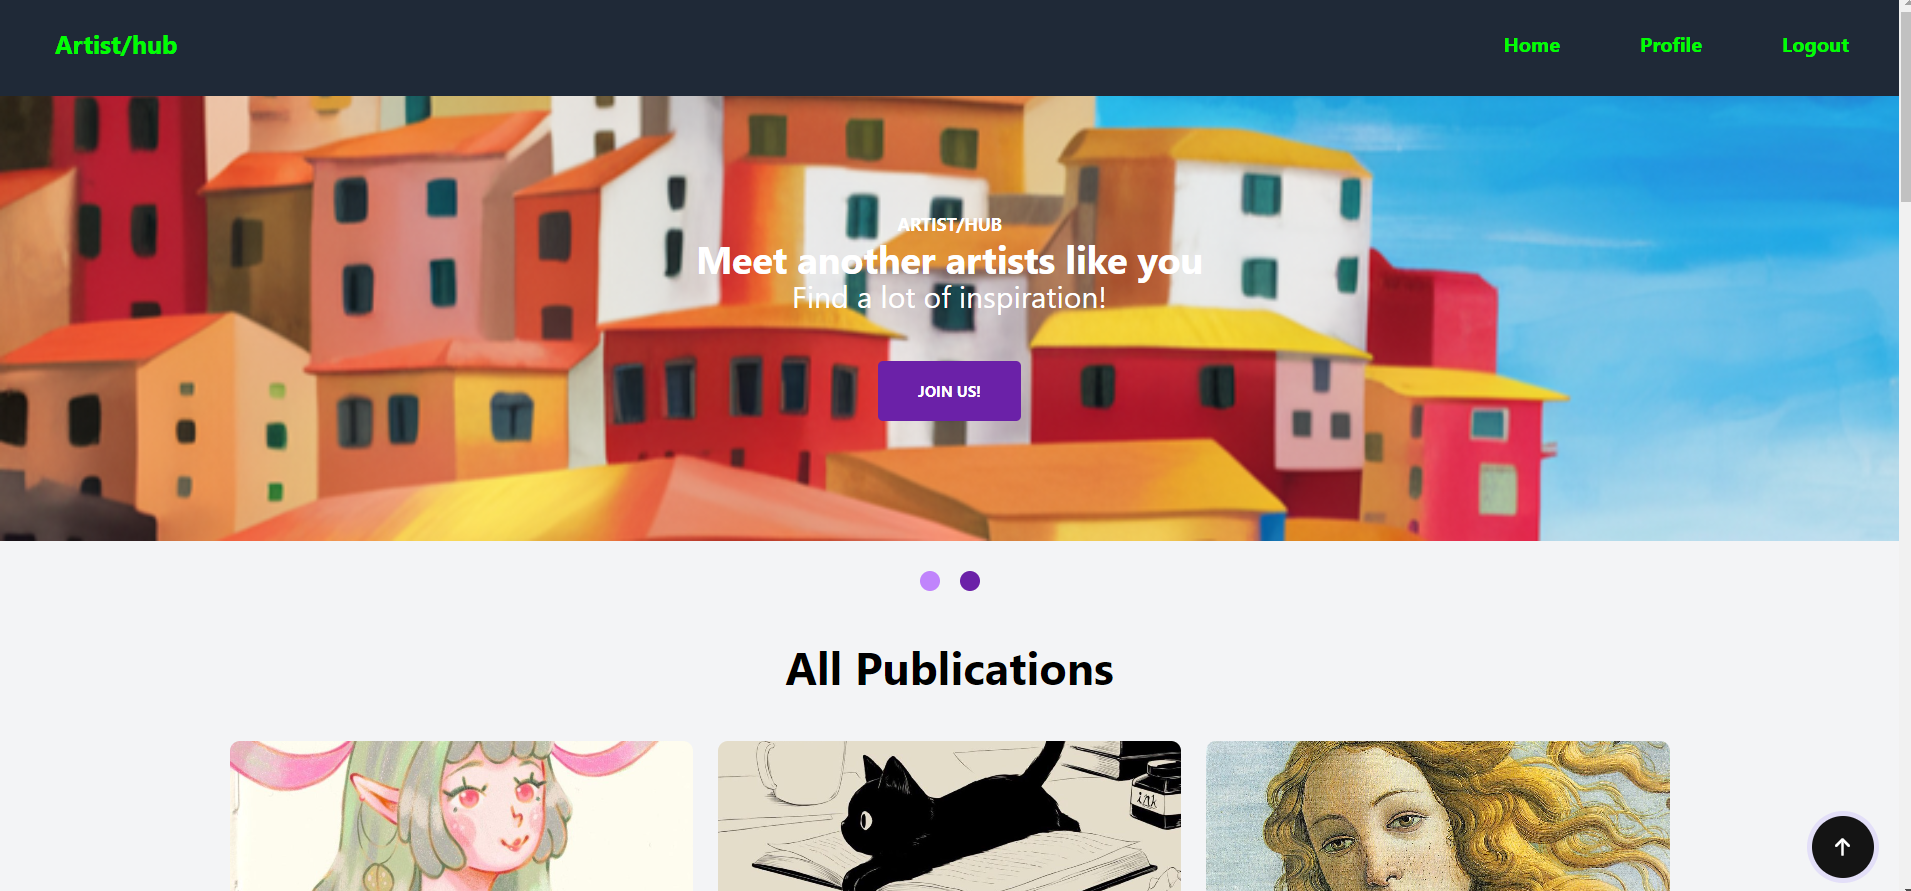 Artist/hub
Home
Profile
Logout
ARTIST/HUB
Meet another artists like you
Find a lot of inspiration!
JOIN US!
All Publications
ink